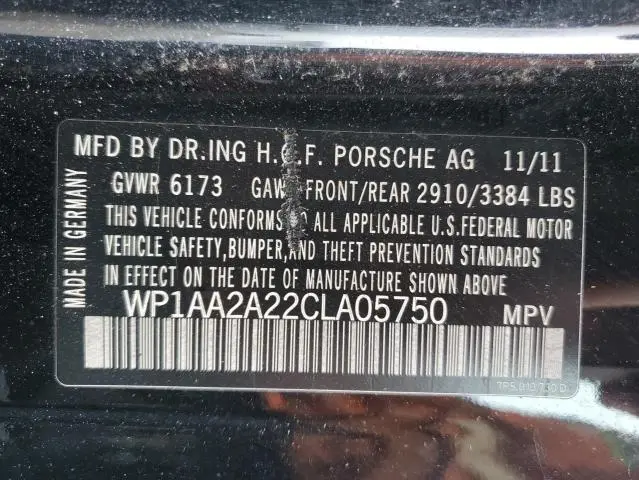 MFD BY DR.ING H.C.F. PORSCHE AG 11/11
GVWR 6173 GAW FRONT/REAR 2910/3384 LBS
THIS VEHICLE CONFORMS TO ALL APPLICABLE U.S.FEDERAL MOTOR
VEHICLE SAFETY,BUMPER,AND THEFT PREVENTION STANDARDS
IN EFFECT ON THE DATE OF MANUFACTURE SHOWN ABOVE
WP1AA2A22CLA05750 MPV
MADE IN GERMANY